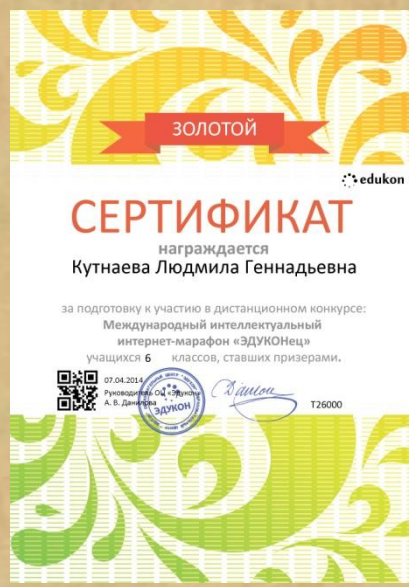 ЗОЛОТОЙ
edukon
СЕРТИФИКАТ
награждается
Кутнаева Людмила Геннадьевна
за подготовку к участию в дистанционном конкурсе:
Международный интеллектуальный
интернет-марафон «ЭДУКОНец»
учащихся 6 классов, ставших призерами.
07.04.2014
Руководитель ОЦ «Эдукон»
А. В. Данилова
ЭДУКОН
Т26000